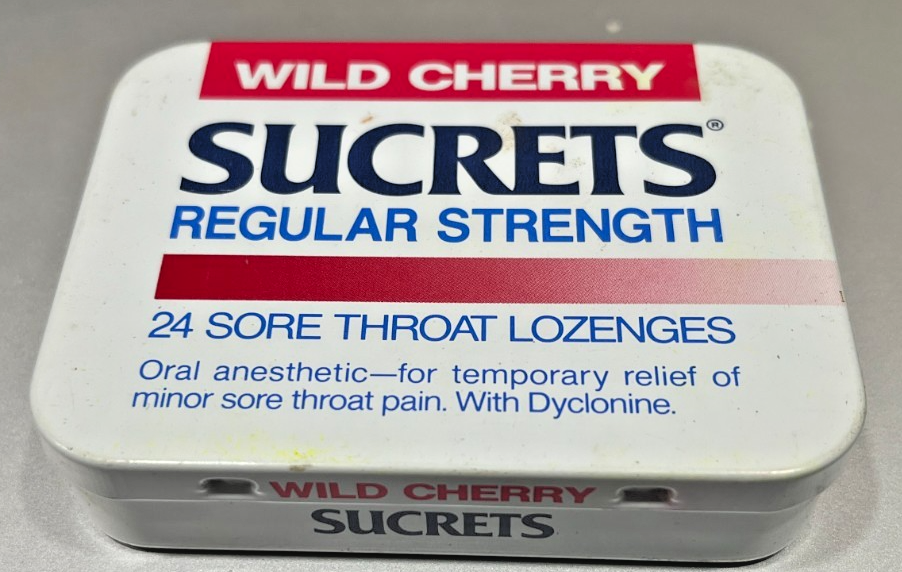 WILD CHERRY
SUCRETS®
REGULAR STRENGTH
24 SORE THROAT LOZENGES
Oral anesthetic—for temporary relief of
minor sore throat pain. With Dyclonine.
WILD CHERRY
SUCRETS